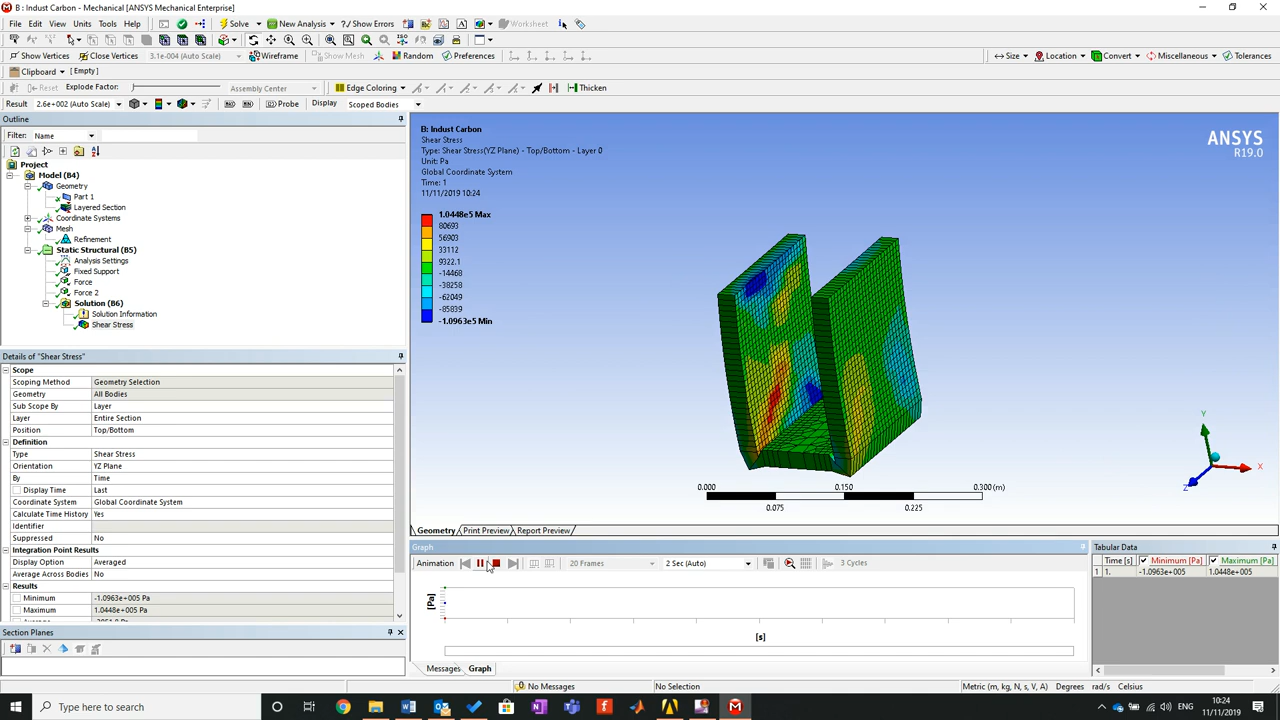 B : Indust Carbon - Mechanical [ANSYS Mechanical Enterprise]
File Edit View Units Tools Help Solve New Analysis ?/ Show Errors Worksheet
Show Vertices Close Vertices 3.1e-004 (Auto Scale) Wireframe Show Mesh Random Preferences Size Location Convert Miscellaneous Tolerances
Clipboard [ Empty ]
Reset Explode Factor: Assembly Center
Edge Coloring Thicken
Result 2.6e+002 (Auto Scale) Probe Display Scoped Bodies
Outline
Filter: Name
Project
Model (B4)
Geometry
Part 1
Layered Section
Coordinate Systems
Mesh
Refinement
Static Structural (B5)
Analysis Settings
Fixed Support
Force
Force 2
Solution (B6)
Solution Information
Shear Stress
Details of "Shear Stress"
Scope
Scoping Method Geometry Selection
Geometry All Bodies
Sub Scope By Layer
Layer Entire Section
Position Top/Bottom
Definition
Type Shear Stress
Orientation YZ Plane
By Time
Display Time Last
Coordinate System Global Coordinate System
Calculate Time History Yes
Identifier
Suppressed No
Integration Point Results
Display Option Averaged
Average Across Bodies No
Results
Minimum -1.0963e+005 Pa
Maximum 1.0448e+005 Pa
Section Planes
B: Indust Carbon
Shear Stress
Type: Shear Stress(YZ Plane) - Top/Bottom - Layer 0
Unit: Pa
Global Coordinate System
Time: 1
11/11/2019 10:24
1.0448e5 Max
80693
56903
33112
9322.1
-14468
-38258
-62049
-85839
-1.0963e5 Min
ANSYS
R19.0
Y
X
Z
0.000 0.150 0.300 (m)
0.075 0.225
Geometry Print Preview Report Preview
Graph
Animation 20 Frames 2 Sec (Auto) 3 Cycles
[Pa]
[s]
Messages Graph
Tabular Data
Time [s] Minimum [Pa] Maximum [Pa]
1 1. -1.0963e+005 1.0448e+005
No Messages No Selection Metric (m, kg, N, s, V, A) Degrees rad/s Celsius
Type here to search
10:24
11/11/2019